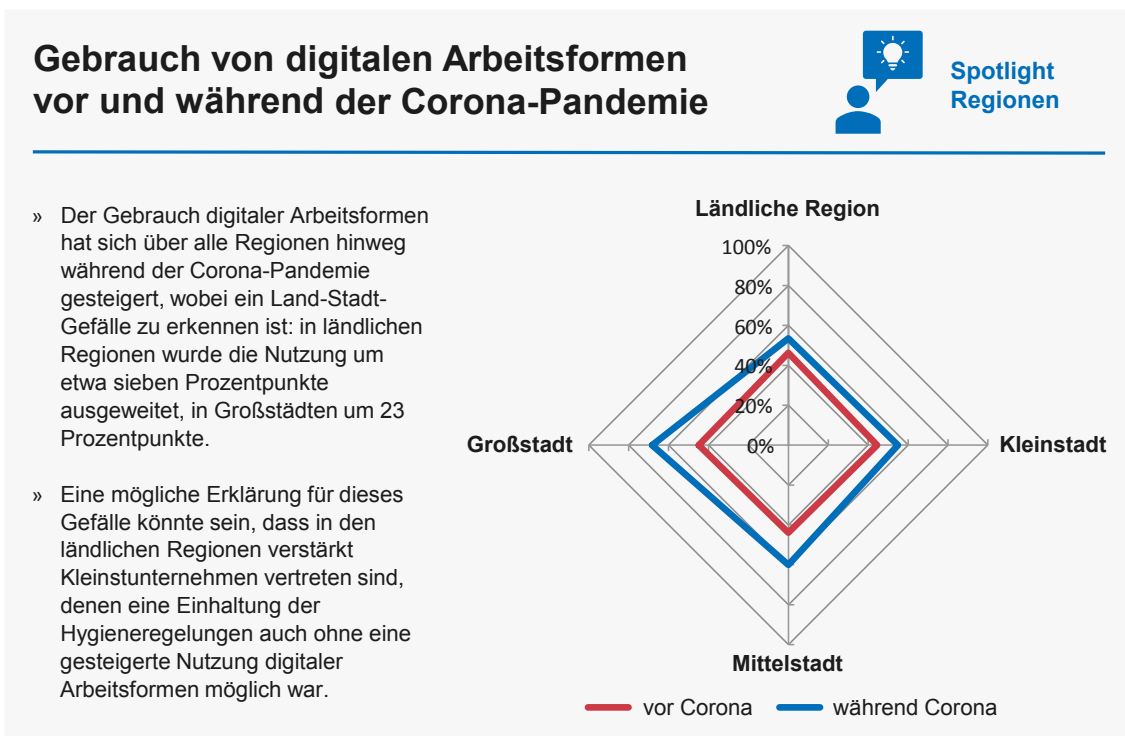 Gebrauch von digitalen Arbeitsformen
vor und während der Corona-Pandemie
Spotlight
Regionen
» Der Gebrauch digitaler Arbeitsformen
hat sich über alle Regionen hinweg
während der Corona-Pandemie
gesteigert, wobei ein Land-Stadt-
Gefälle zu erkennen ist: in ländlichen
Regionen wurde die Nutzung um
etwa sieben Prozentpunkte
ausgeweitet, in Großstädten um 23
Prozentpunkte.
» Eine mögliche Erklärung für dieses
Gefälle könnte sein, dass in den
ländlichen Regionen verstärkt
Kleinstunternehmen vertreten sind,
denen eine Einhaltung der
Hygieneregelungen auch ohne eine
gesteigerte Nutzung digitaler
Arbeitsformen möglich war.
Ländliche Region
100%
80%
60%
40%
20%
0%
Großstadt
Kleinstadt
Mittelstadt
vor Corona
während Corona